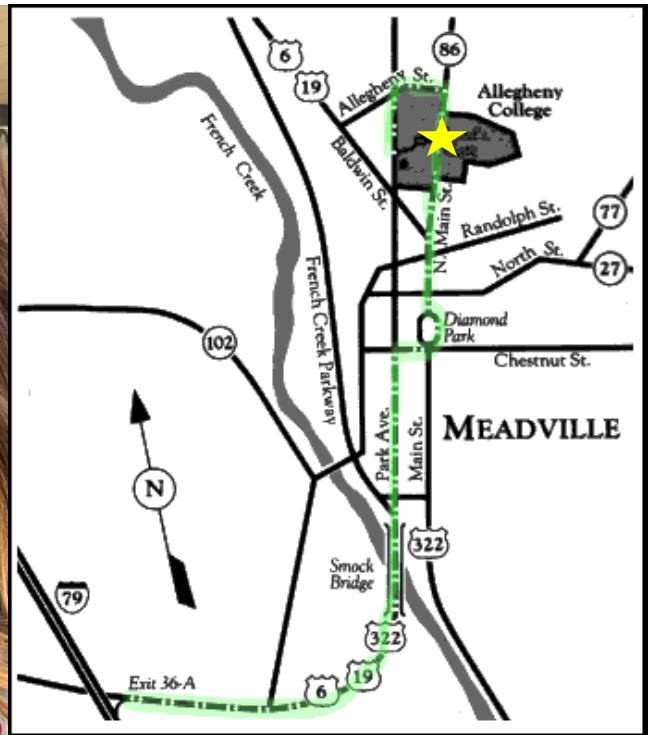 86
6
19
Allegheny St.
Allegheny
College
French Creek
Baldwin St.
N. Main St.
Randolph St.
77
North St.
27
French Creek Parkway
Diamond
Park
102
Chestnut St.
Park Ave.
Main St.
MEADVILLE
N
322
Smock
Bridge
79
322
Exit 36-A
6
19